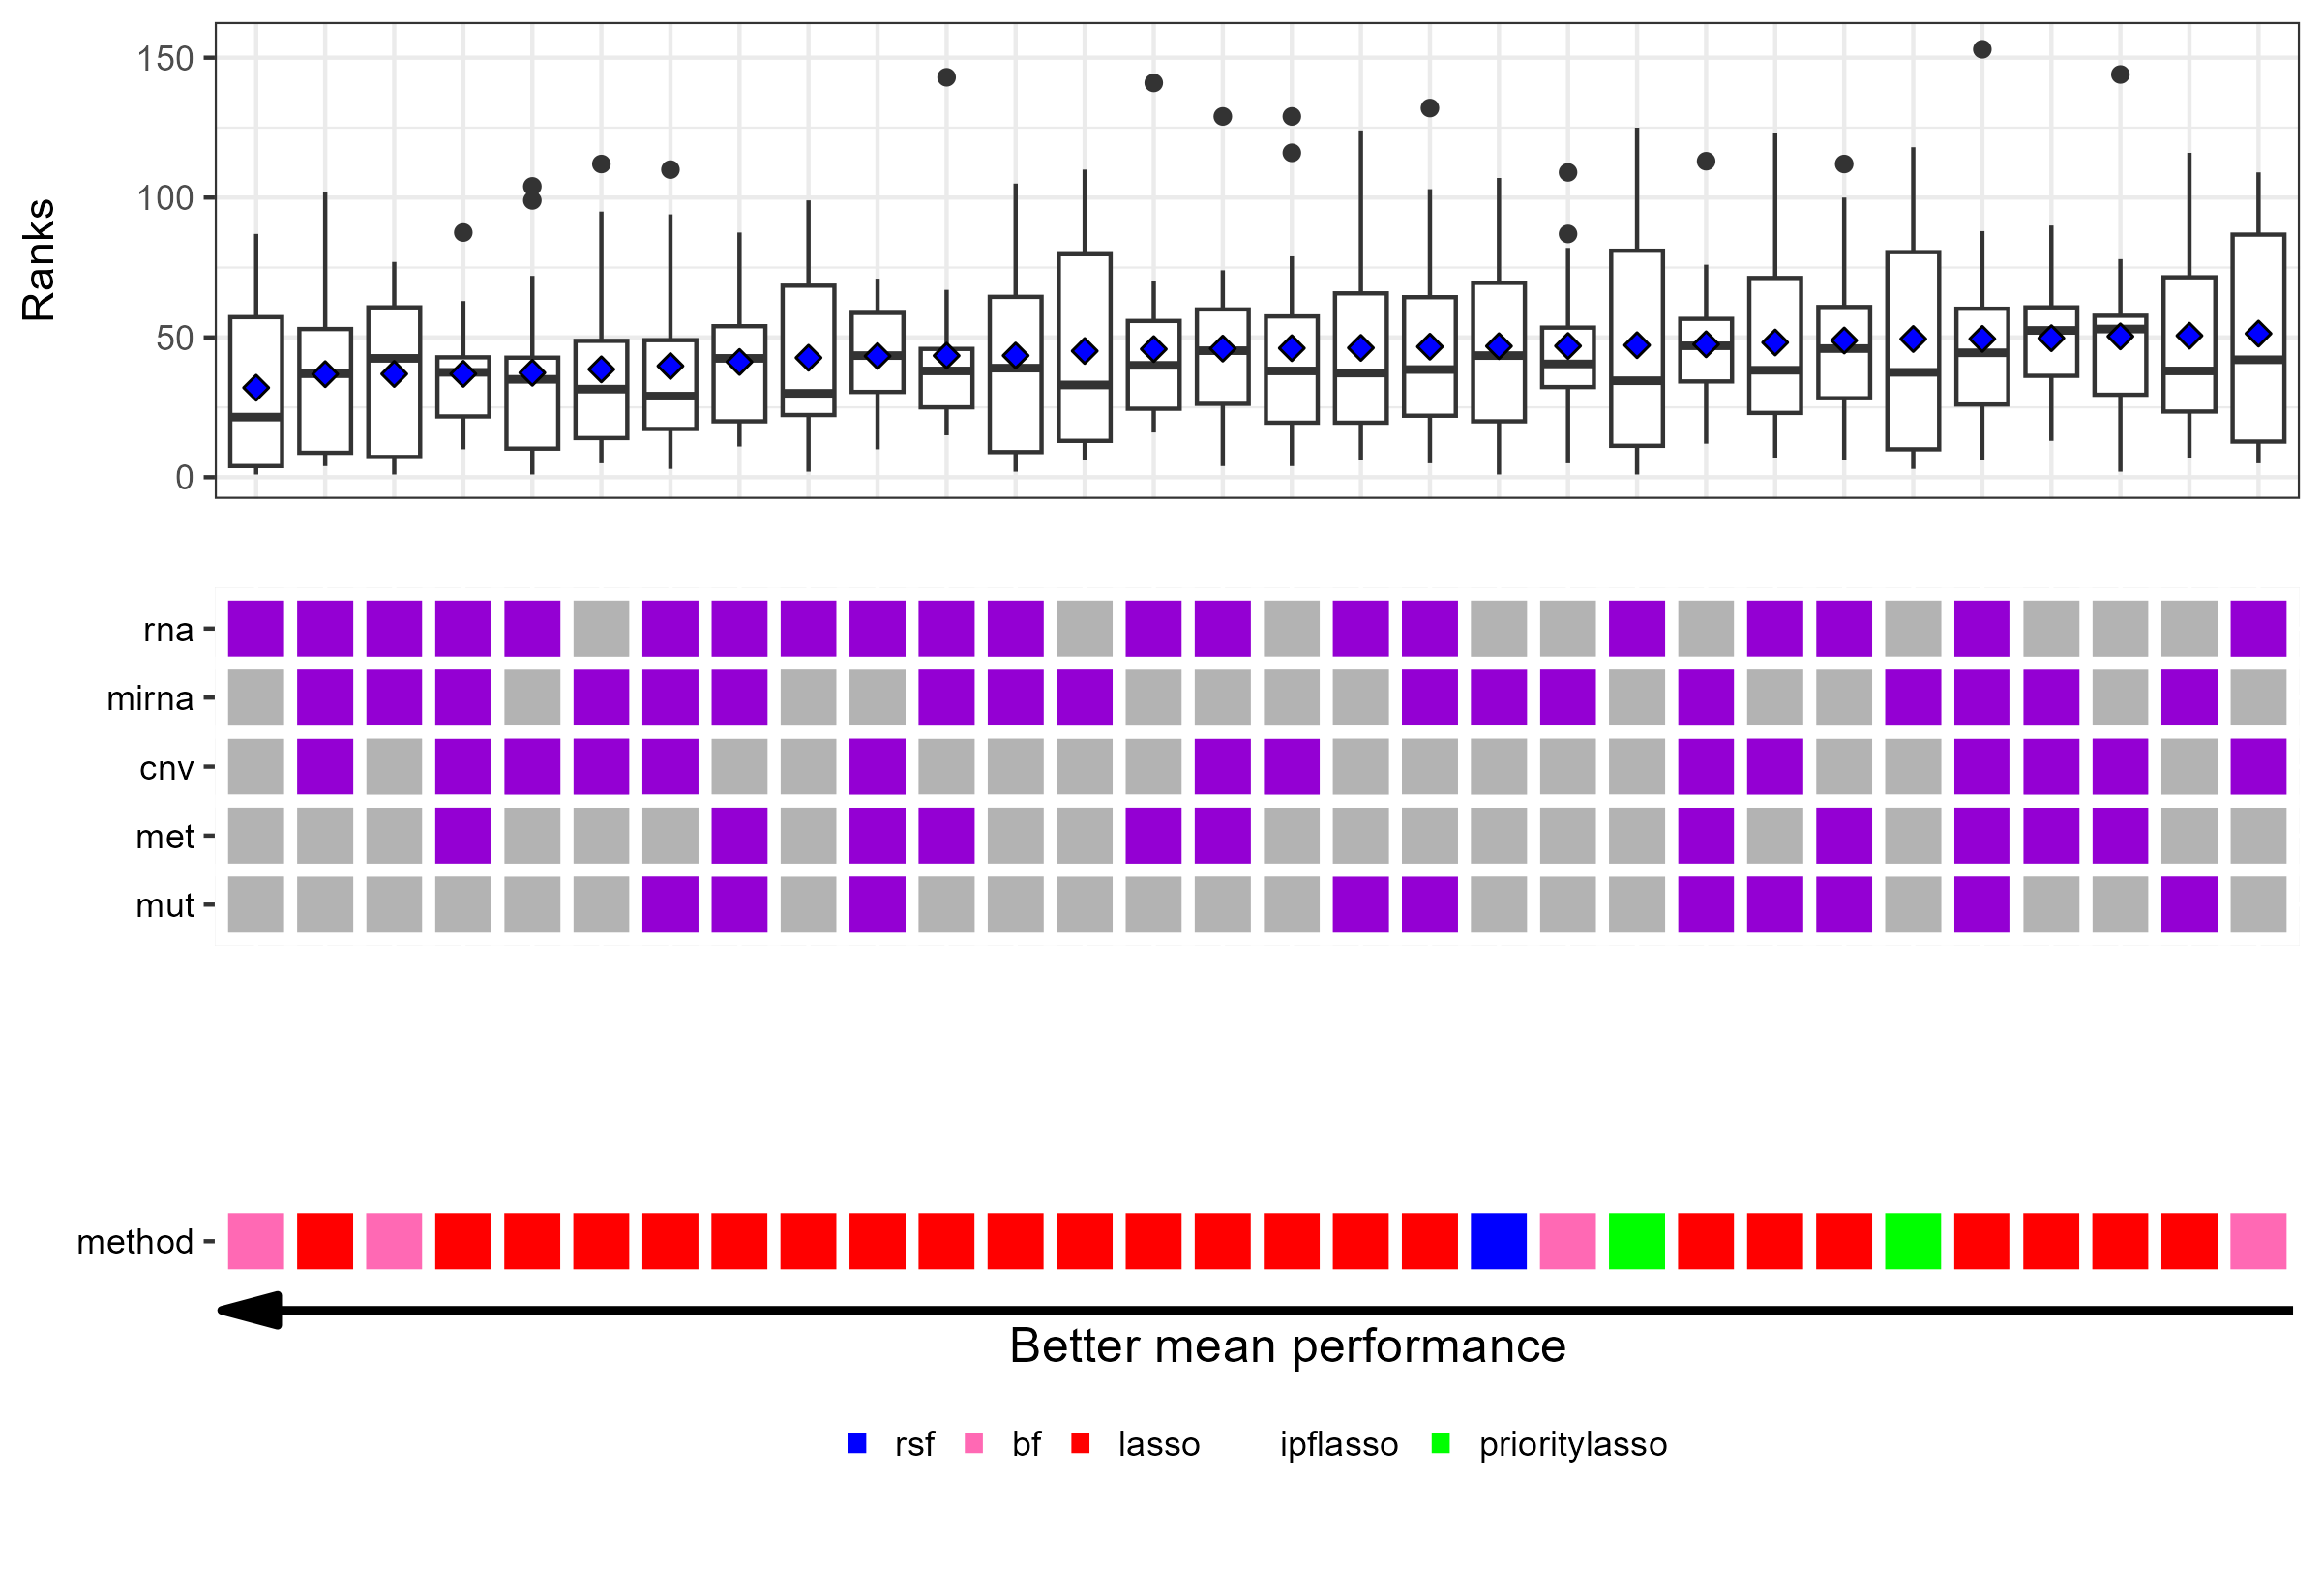 Ranks
150
100
50
0
rna
mirna
cnv
met
mut
method
Better mean performance
rsf bf lasso ipflasso prioritylasso